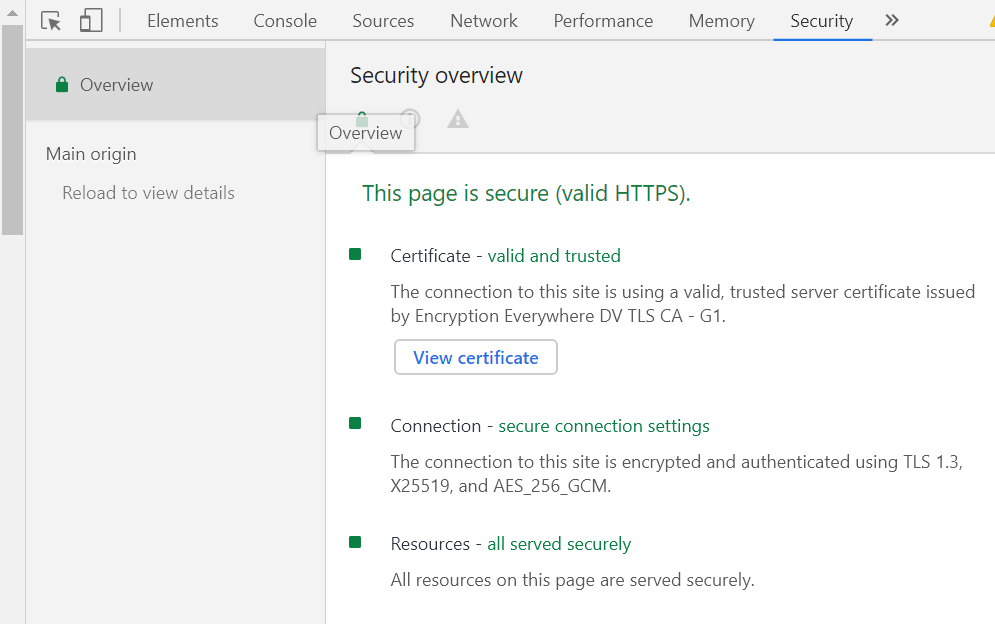 Elements Console Sources Network Performance Memory Security »
Overview
Main origin
Reload to view details
Security overview
Overview
This page is secure (valid HTTPS).
Certificate - valid and trusted
The connection to this site is using a valid, trusted server certificate issued
by Encryption Everywhere DV TLS CA - G1.
View certificate
Connection - secure connection settings
The connection to this site is encrypted and authenticated using TLS 1.3,
X25519, and AES_256_GCM.
Resources - all served securely
All resources on this page are served securely.